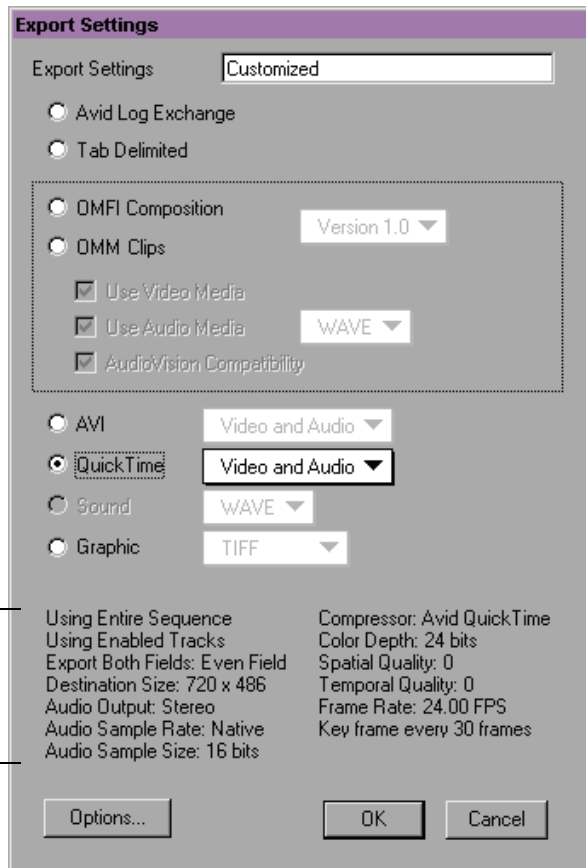 Export Settings
Export Settings Customized
Avid Log Exchange
Tab Delimited
OMFI Composition
Version 1.0
OMM Clips
Use Video Media
Use Audio Media WAVE
AudioVision Compatibility
AVI Video and Audio
QuickTime Video and Audio
Sound WAVE
Graphic TIFF
Using Entire Sequence
Using Enabled Tracks
Export Both Fields: Even Field
Destination Size: 720 x 486
Audio Output: Stereo
Audio Sample Rate: Native
Audio Sample Size: 16 bits
Compressor: Avid QuickTime
Color Depth: 24 bits
Spatial Quality: 0
Temporal Quality: 0
Frame Rate: 24.00 FPS
Key frame every 30 frames
Options... OK Cancel